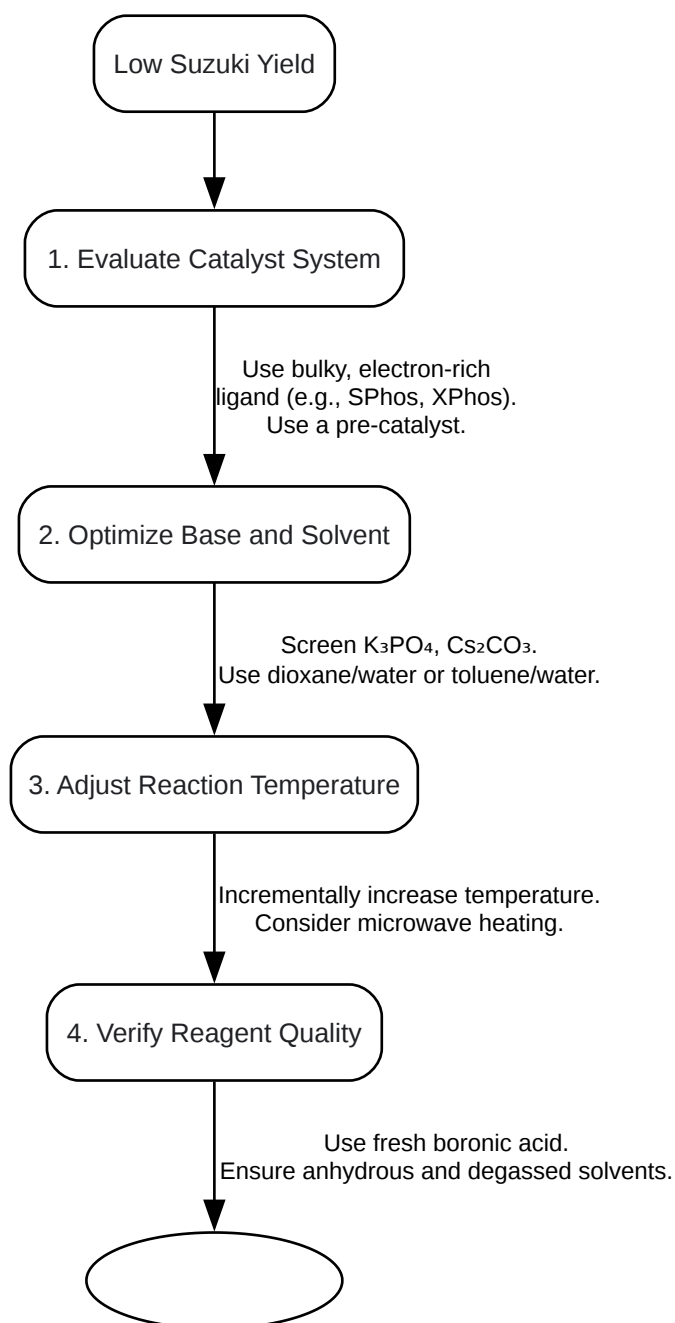 Low Suzuki Yield
1. Evaluate Catalyst System
Use bulky, electron-rich
ligand (e.g., SPhos, XPhos).
Use a pre-catalyst.
2. Optimize Base and Solvent
Screen K₃PO₄, Cs₂CO₃.
Use dioxane/water or toluene/water.
3. Adjust Reaction Temperature
Incrementally increase temperature.
Consider microwave heating.
4. Verify Reagent Quality
Use fresh boronic acid.
Ensure anhydrous and degassed solvents.